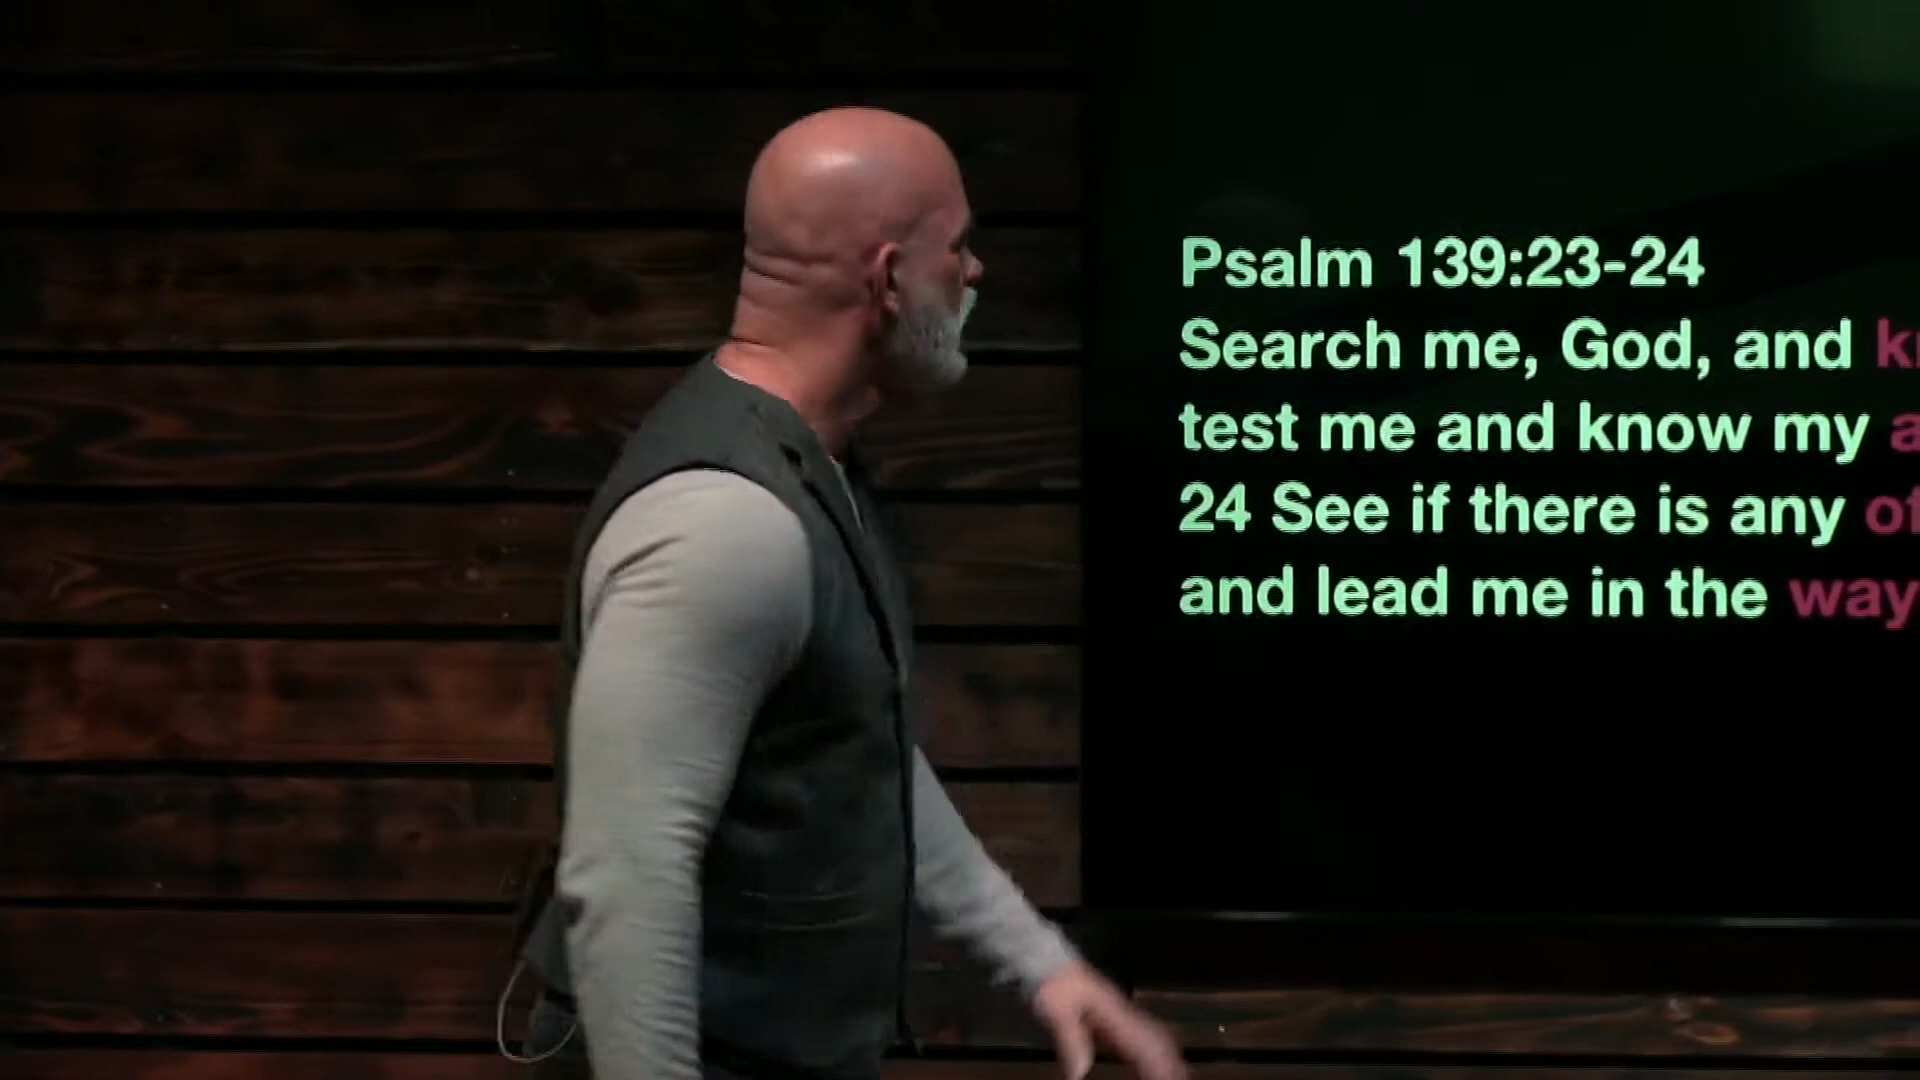 Psalm 139:23-24
Search me, God, and
test me and know my
24 See if there is any
and lead me in the way